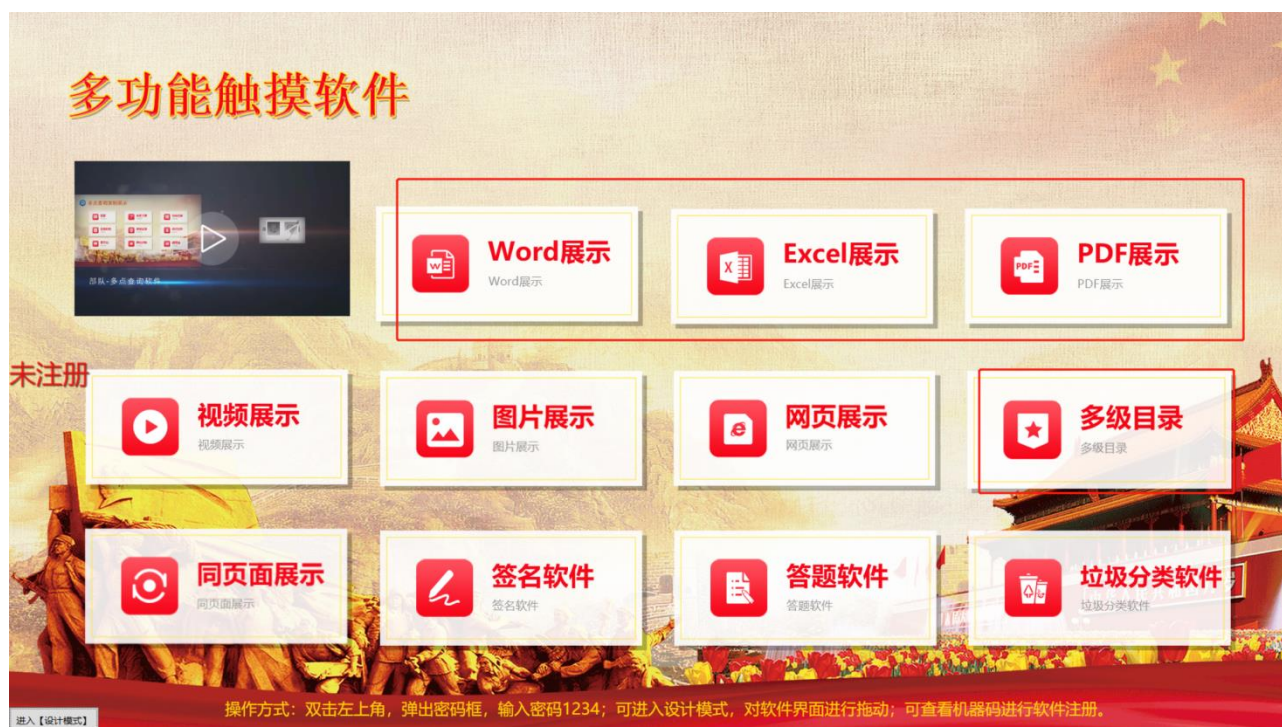 多功能触摸软件
部队-多点查询软件
Word展示
Word展示
Excel展示
Excel展示
PDF
PDF展示
PDF展示
未注册
视频展示
视频展示
图片展示
图片展示
网页展示
网页展示
多级目录
多级目录
同页面展示
同页面展示
签名软件
签名软件
答题软件
答题软件
垃圾分类软件
垃圾分类软件
操作方式：双击左上角，弹出密码框，输入密码1234；可进入设计模式，对软件界面进行拖动；可查看机器码进行软件注册。
进入【设计模式】